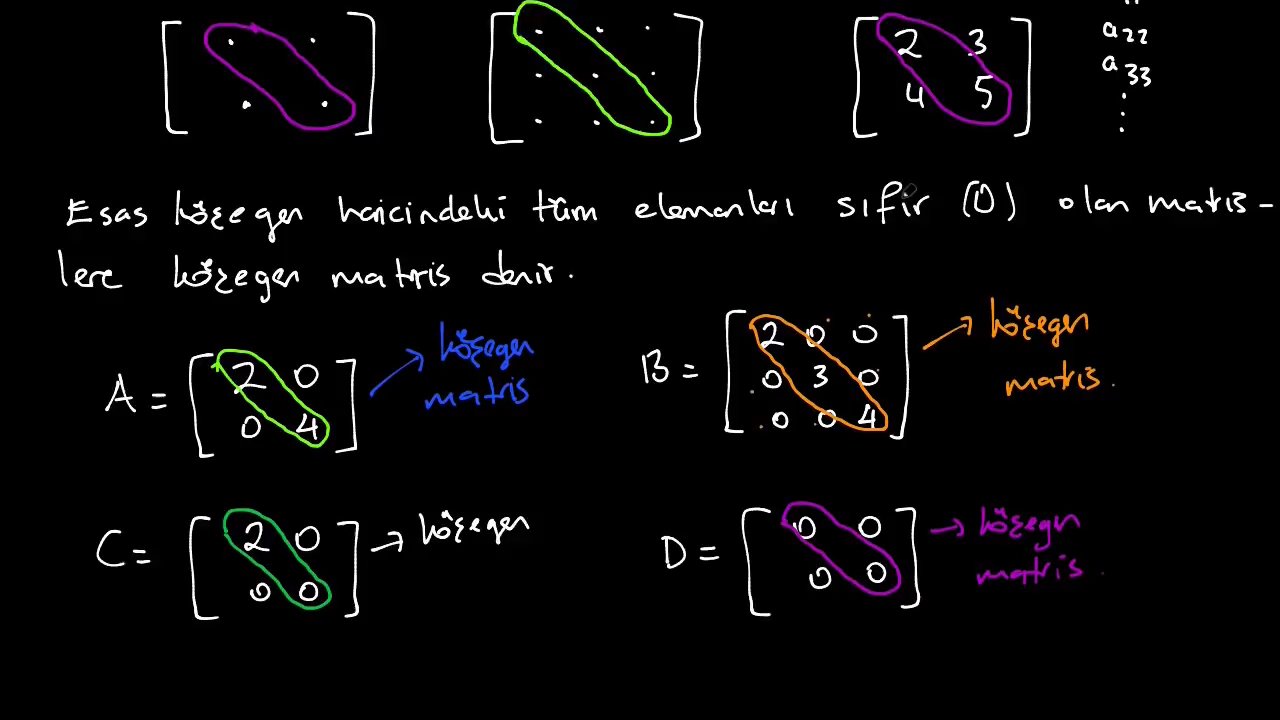 2 3
4 5
a22
a33
Esas köşegen haricindeki tüm elemanları sıfır (0) olan matris-
lere köşegen matris denir.
A = [ 2 0
0 4 ]
→ köşegen
matris
B = [ 2 0 0
0 3 0
0 0 4 ]
→ köşegen
matris.
C = [ 2 0
0 0 ]
→ köşegen
D = [ 0 0
0 0 ]
→ köşegn
matris.